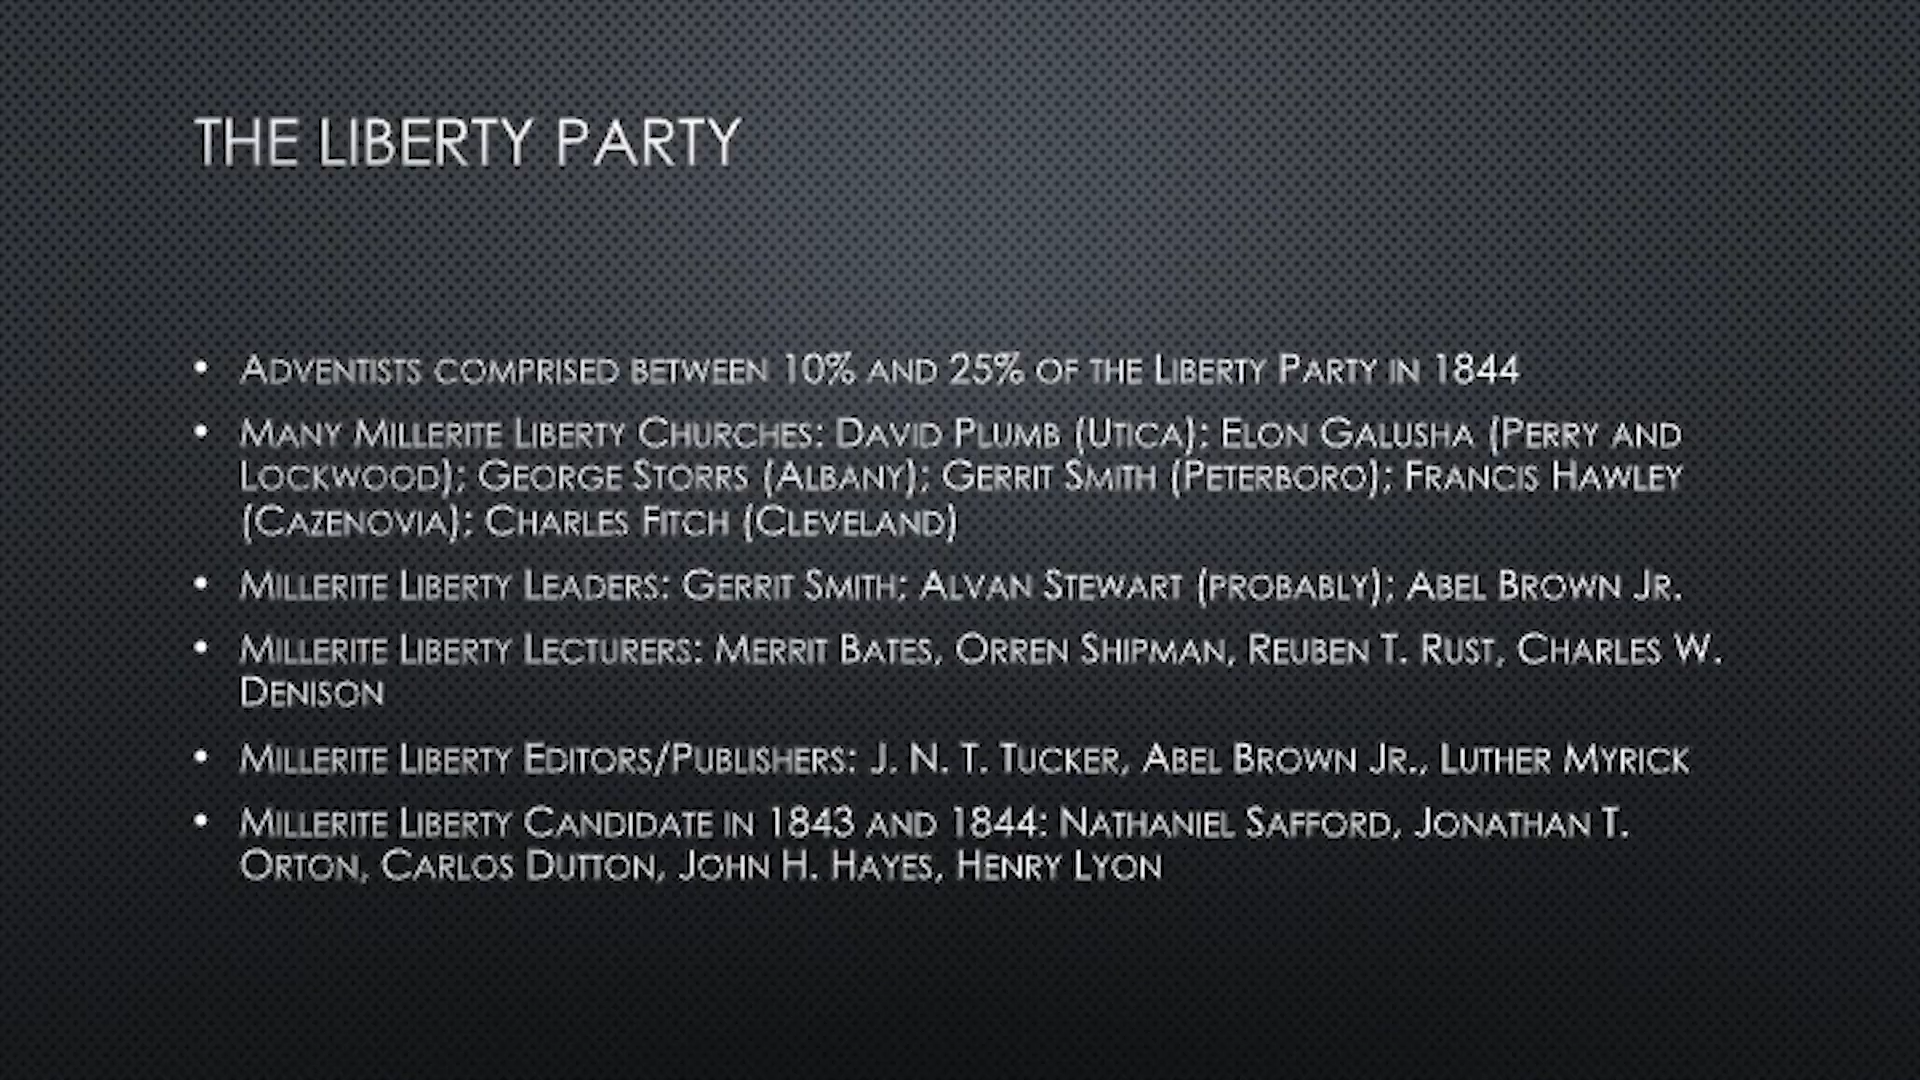 THE LIBERTY PARTY
• ADVENTISTS COMPRISED BETWEEN 10% AND 25% OF THE LIBERTY PARTY IN 1844
• MANY MILLERITE LIBERTY CHURCHES: DAVID PLUMB (UTICA); ELON GALUSHA (PERRY AND
LOCKWOOD); GEORGE STORRS (ALBANY); GERRIT SMITH (PETERBORO); FRANCIS HAWLEY
(CAZENOVIA); CHARLES FITCH (CLEVELAND)
• MILLERITE LIBERTY LEADERS: GERRIT SMITH; ALVAN STEWART (PROBABLY); ABEL BROWN JR.
• MILLERITE LIBERTY LECTURERS: MERRIT BATES, ORREN SHIPMAN, REUBEN T. RUST, CHARLES W.
DENISON
• MILLERITE LIBERTY EDITORS/PUBLISHERS: J. N. T. TUCKER, ABEL BROWN JR., LUTHER MYRICK
• MILLERITE LIBERTY CANDIDATE IN 1843 AND 1844: NATHANIEL SAFFORD, JONATHAN T.
ORTON, CARLOS DUTTON, JOHN H. HAYES, HENRY LYON